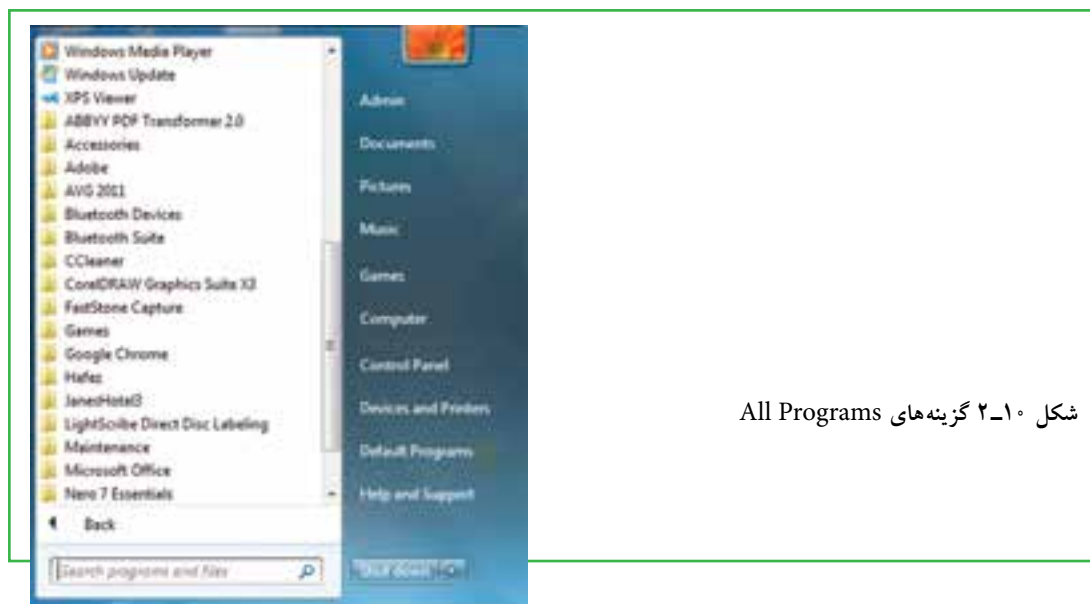 Windows Media Player
Windows Update
XPS Viewer
ABBYY PDF Transformer 2.0
Accessories
Adobe
AVG 2011
Bluetooth Devices
Bluetooth Suite
CCleaner
CorelDRAW Graphics Suite X3
FastStone Capture
Games
Google Chrome
Hafez
JanesHotel3
LightScribe Direct Disc Labeling
Maintenance
Microsoft Office
Nero 7 Essentials
Back
Search programs and files
Admin
Documents
Pictures
Music
Games
Computer
Control Panel
Devices and Printers
Default Programs
Help and Support
Shut down
شکل ۱۰ـ۲ گزینه‌های All Programs